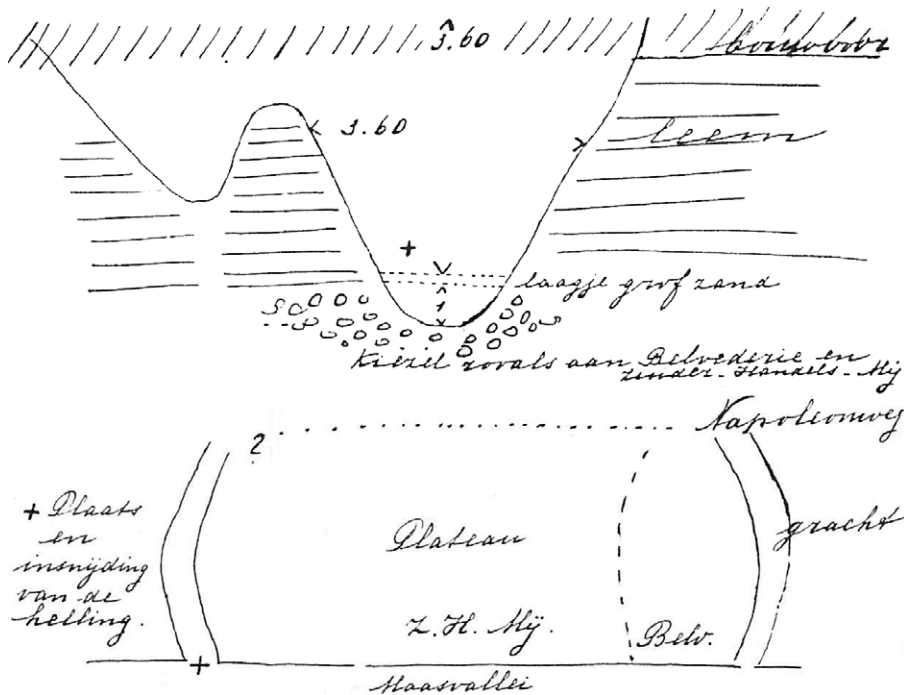 3.60
bouwvoor
3.60
leem
+
laagje grof zand
1
Kiezel zooals aan Belvederie en
Zinder-Handels-Mij
Napoleonweg
2
+ Plaats
en
insnijding
van de
helling.
Plateau
gracht
Z.H. Mij.
Belv.
+
Maasvallei